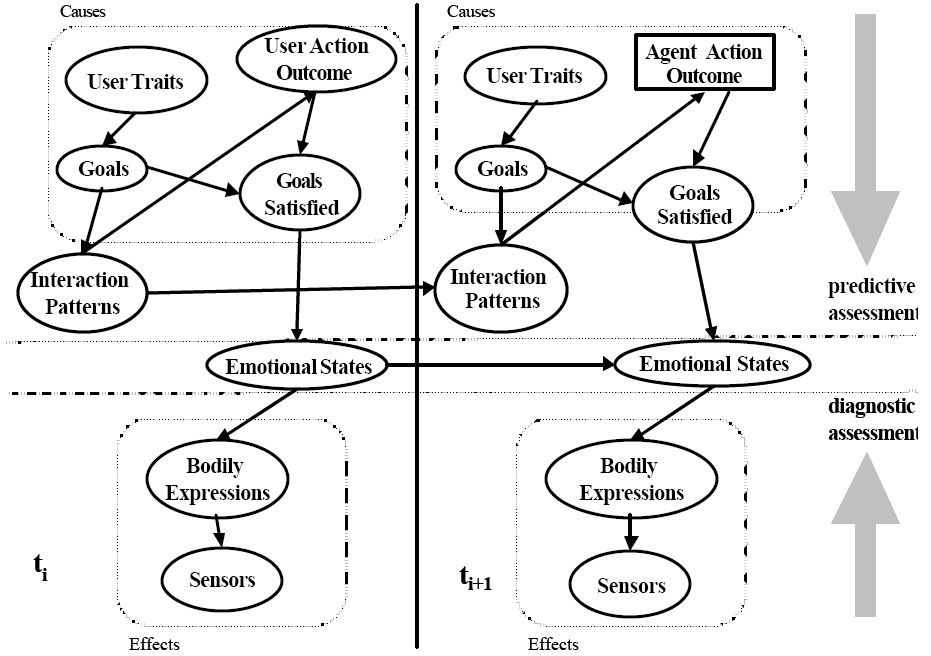 Causes
User Traits
User Action
Outcome
Goals
Goals
Satisfied
Interaction
Patterns
Emotional States
Bodily
Expressions
Sensors
ti
Effects
Causes
User Traits
Agent Action
Outcome
Goals
Goals
Satisfied
Interaction
Patterns
Emotional States
Bodily
Expressions
Sensors
ti+1
Effects
predictive
assessment
diagnostic
assessment